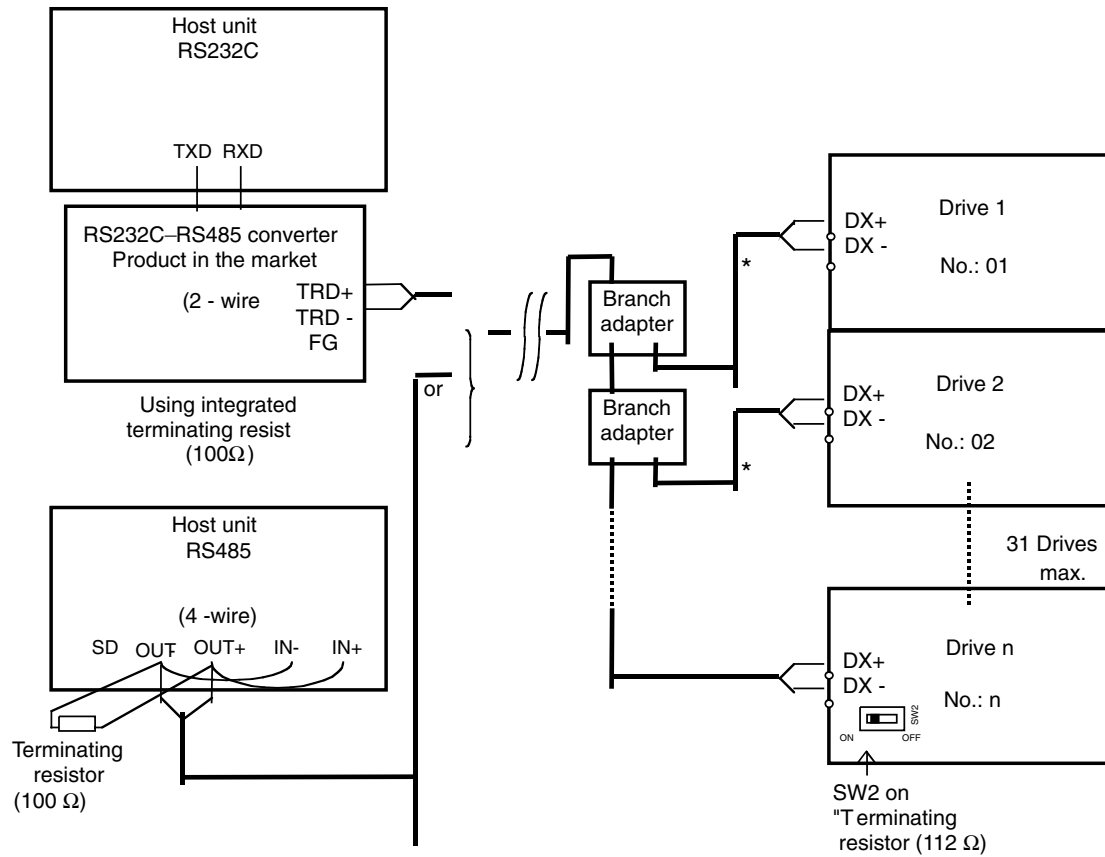 Host unit
RS232C
TXD RXD
RS232C–RS485 converter
Product in the market
(2 - wire
TRD+
TRD -
FG
Using integrated
terminating resist
(100Ω)
or
Host unit
RS485
(4 -wire)
SD OUT- OUT+ IN- IN+
Terminating
resistor
(100 Ω)
Branch
adapter
*
Branch
adapter
*
DX+
DX -
Drive 1
No.: 01
DX+
DX -
Drive 2
No.: 02
31 Drives
max.
DX+
DX -
Drive n
No.: n
SW2
ON OFF
SW2 on
"T erminating
resistor (112 Ω)